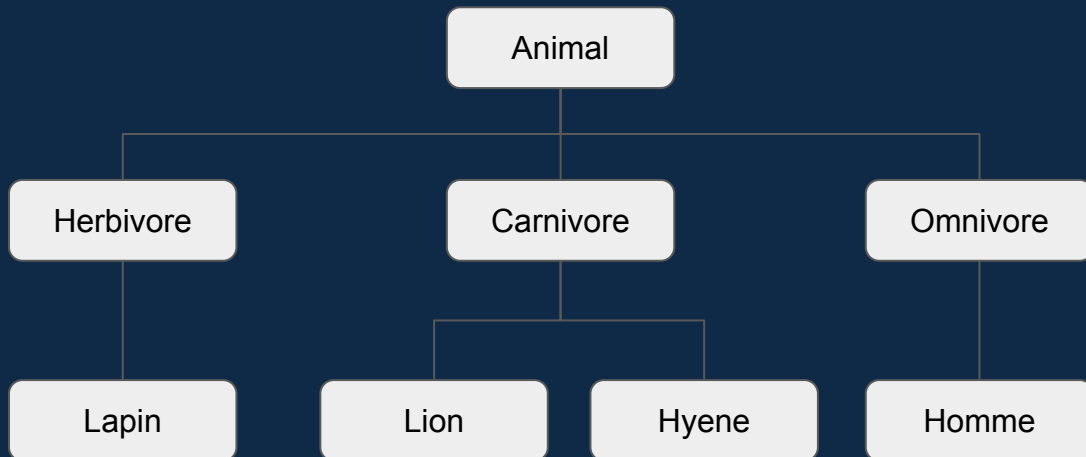 Animal
Herbivore
Carnivore
Omnivore
Lapin
Lion
Hyene
Homme